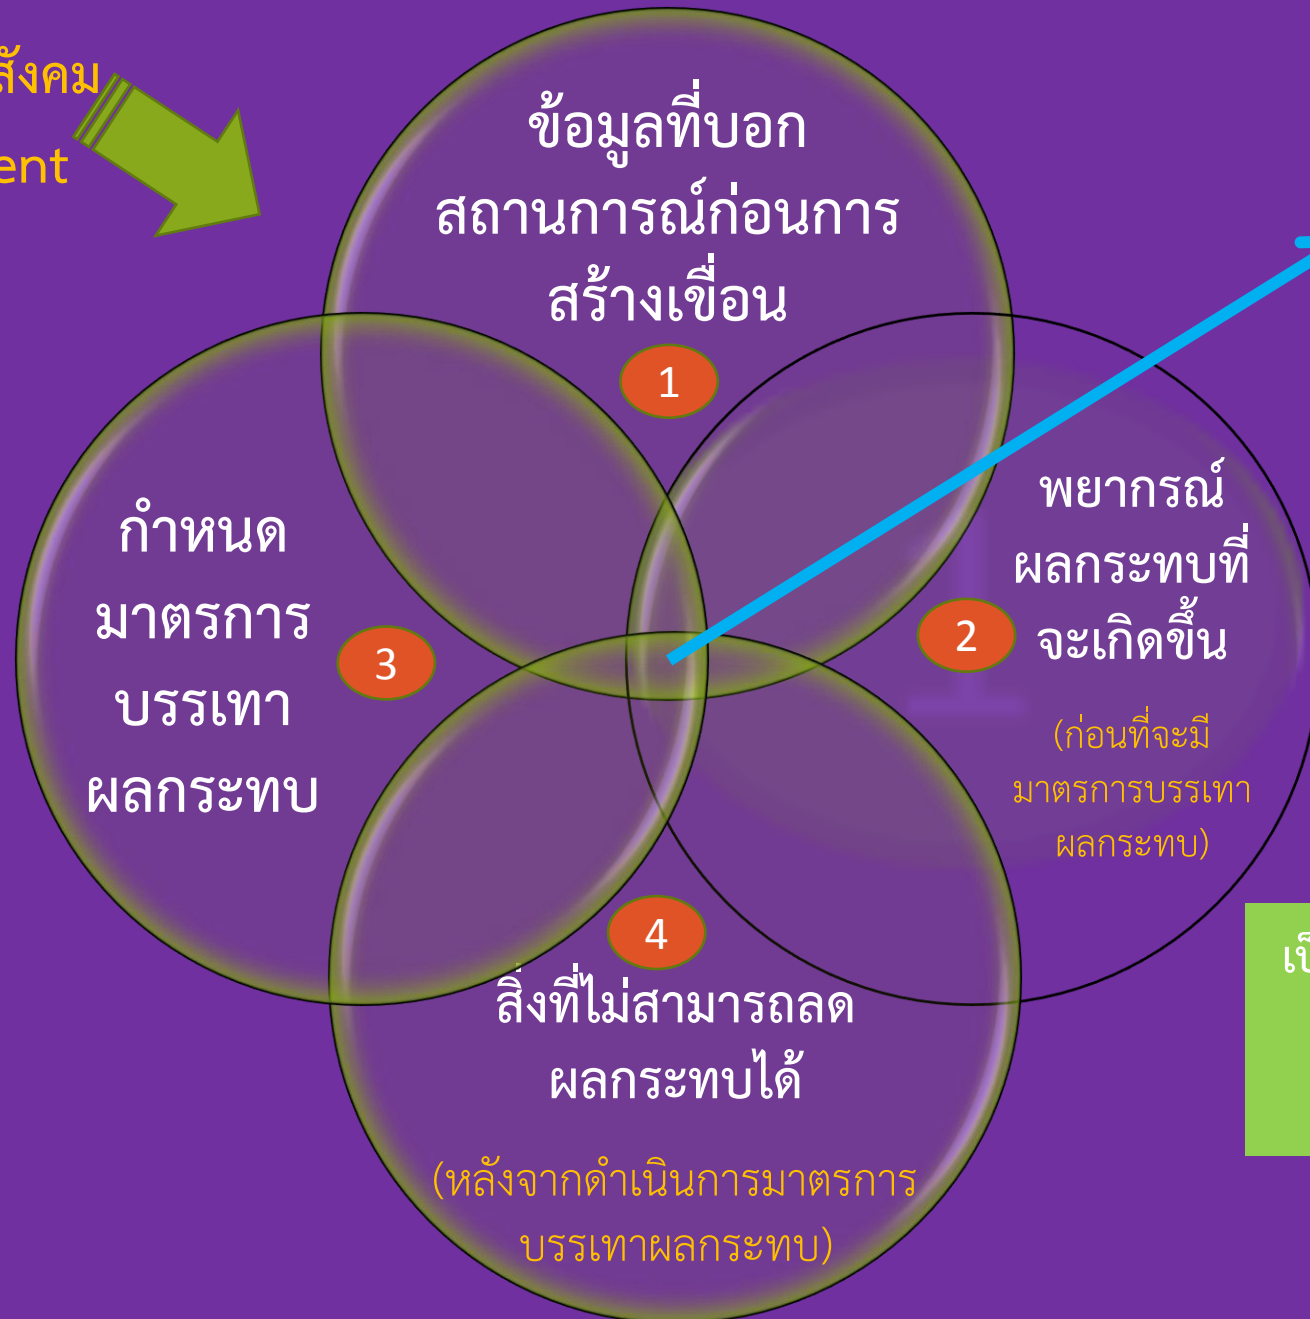 สังคม
ent
ข้อมูลที่บอก
สถานการณ์ก่อนการ
สร้างเขื่อน
1
พยากรณ์
ผลกระทบที่
จะเกิดขึ้น
2
(ก่อนที่จะมี
มาตรการบรรเทา
ผลกระทบ)
กำหนด
มาตรการ
บรรเทา
ผลกระทบ
3
4
สิ่งที่ไม่สามารถลด
ผลกระทบได้
(หลังจากดำเนินการมาตรการ
บรรเทาผลกระทบ)